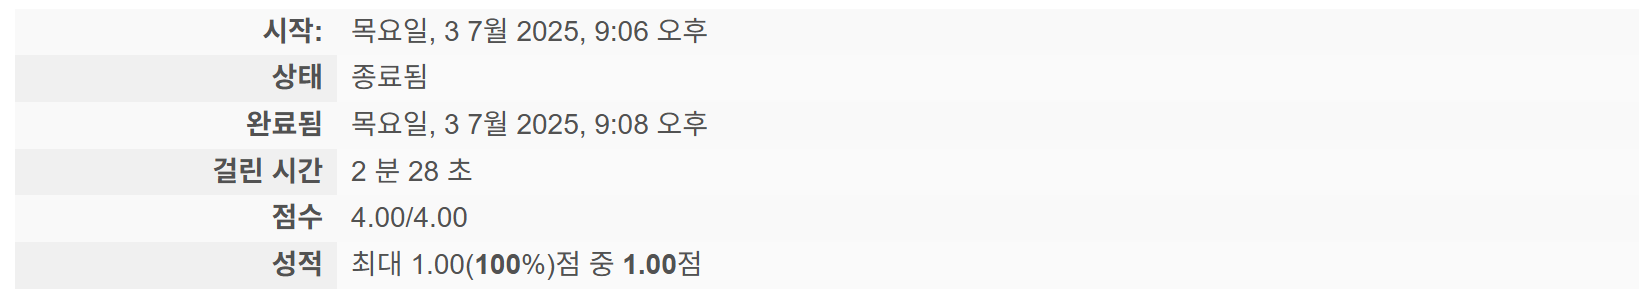 시작: 목요일, 3 7월 2025, 9:06 오후
상태 종료됨
완료됨 목요일, 3 7월 2025, 9:08 오후
걸린 시간 2 분 28 초
점수 4.00/4.00
성적 최대 1.00(100%)점 중 1.00점